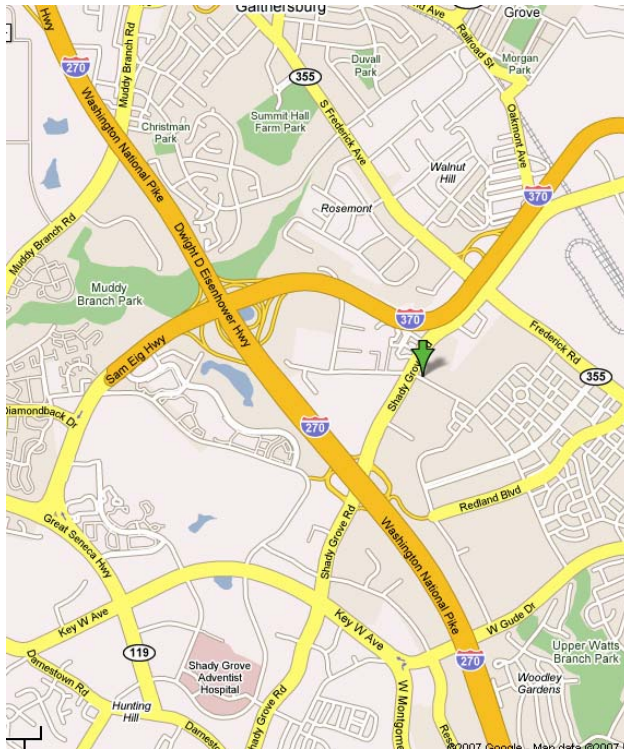 Hwy
Gaithersburg
Grove
270
Muddy Branch Rd
355
Duvall
Park
Railroad St
Morgan
Park
Washington National Pike
Christman
Park
Summit Hall
Farm Park
S Frederick Ave
Oakmont Ave
Walnut
Hill
370
Rosemont
Muddy Branch Rd
Dwight D Eisenhower Hwy
Muddy
Branch Park
370
Frederick Rd
Sam Eig Hwy
355
Diamondback Dr
270
Redland Blvd
Great Seneca Hwy
Shady Grove Rd
Washington National Pike
Key W Ave
Key W Ave
W Gude Dr
119
Shady Grove
Adventist
Hospital
270
Upper Watts
Branch Park
Woodley
Gardens
Darnestown Rd
Hunting
Hill
Darnes
Shady Grove Rd
W Montgome
Res
©2007 Google - Map data ©2007